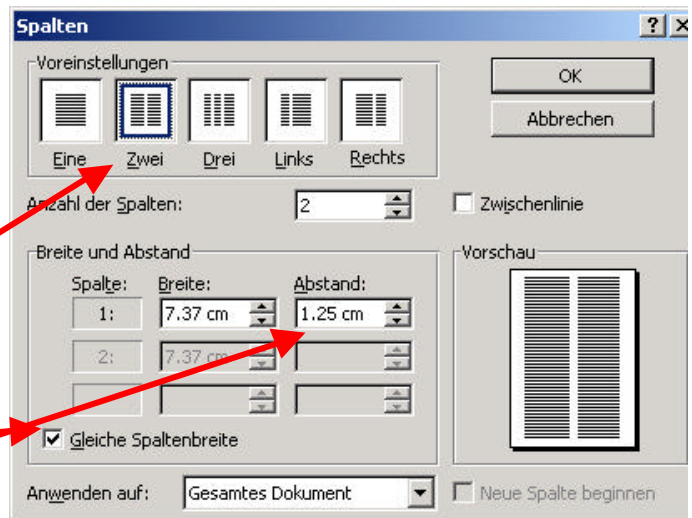 Spalten
Voreinstellungen
Eine Zwei Drei Links Rechts
OK
Abbrechen
Anzahl der Spalten: 2
Zwischenlinie
Breite und Abstand
Vorschau
Spalte: Breite: Abstand:
1: 7.37 cm 1.25 cm
2: 7.37 cm
Gleiche Spaltenbreite
Anwenden auf: Gesamtes Dokument
Neue Spalte beginnen